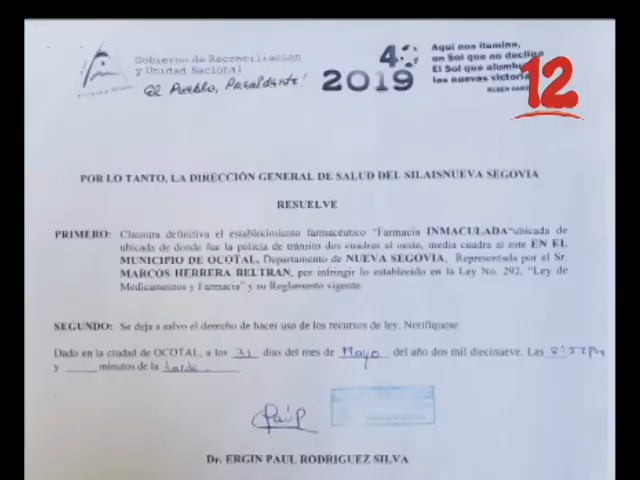 Gobierno de Reconciliación
y Unidad Nacional
El Pueblo, Presidente!
40
2019
Aquí nos ilumina,
un Sol que no declina
El Sol que alumbra
las nuevas victorias
RUBÉN DARÍO
12
POR LO TANTO, LA DIRECCIÓN GENERAL DE SALUD DEL SILAISNUEVA SEGOVIA
RESUELVE
PRIMERO: Clausura definitiva el establecimiento farmacéutico "Farmacia INMACULADA"ubicada de
ubicada de donde fue la policía de tránsito dos cuadras al oeste, media cuadra al este EN EL
MUNICIPIO DE OCOTAL, Departamento de NUEVA SEGOVIA. Representada por el Sr.
MARCOS HERRERA BELTRAN, por infringir lo establecido en la Ley No. 292, "Ley de
Medicamentos y Farmacia" y su Reglamento vigente.
SEGUNDO: Se deja a salvo el derecho de hacer uso de los recursos de ley. Notifíquese
Dado en la ciudad de OCOTAL, a los 31 días del mes de Mayo del año dos mil diecinueve. Las
y minutos de la tarde.
Dr. ERGIN PAUL RODRIGUEZ SILVA